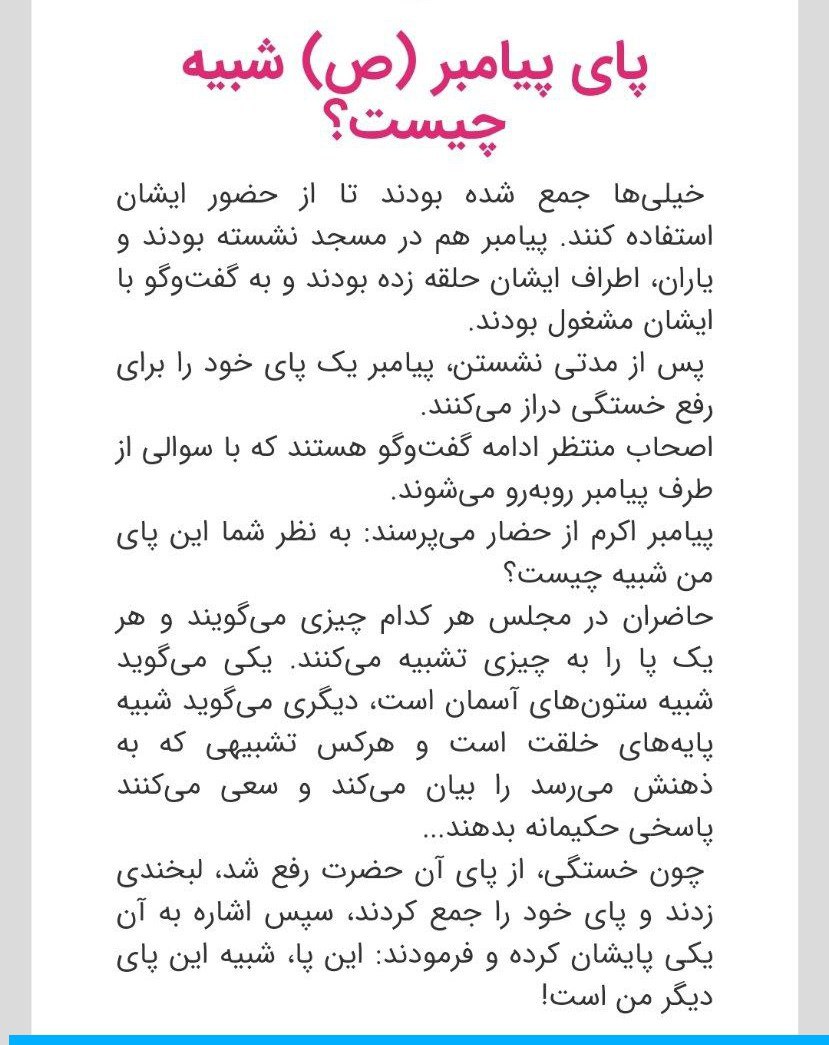 پای پیامبر (ص) شبیه
چیست؟
خیلی‌ها جمع شده بودند تا از حضور ایشان
استفاده کنند. پیامبر هم در مسجد نشسته بودند و
یاران، اطراف ایشان حلقه زده بودند و به گفت‌وگو با
ایشان مشغول بودند.
پس از مدتی نشستن، پیامبر یک پای خود را برای
رفع خستگی دراز می‌کنند.
اصحاب منتظر ادامه گفت‌وگو هستند که با سوالی از
طرف پیامبر روبه‌رو می‌شوند.
پیامبر اکرم از حضار می‌پرسند: به نظر شما این پای
من شبیه چیست؟
حاضران در مجلس هر کدام چیزی می‌گویند و هر
یک پا را به چیزی تشبیه می‌کنند. یکی می‌گوید
شبیه ستون‌های آسمان است، دیگری می‌گوید شبیه
پایه‌های خلقت است و هرکس تشبیهی که به
ذهنش می‌رسد را بیان می‌کند و سعی می‌کنند
پاسخی حکیمانه بدهند...
چون خستگی، از پای آن حضرت رفع شد، لبخندی
زدند و پای خود را جمع کردند، سپس اشاره به آن
یکی پایشان کرده و فرمودند: این پا، شبیه این پای
دیگر من است!